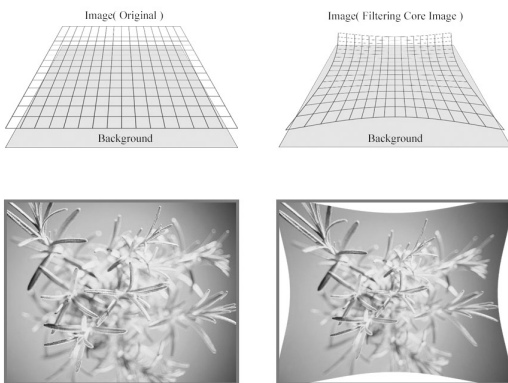 Image( Original )
Image( Filtering Core Image )
Background
Background